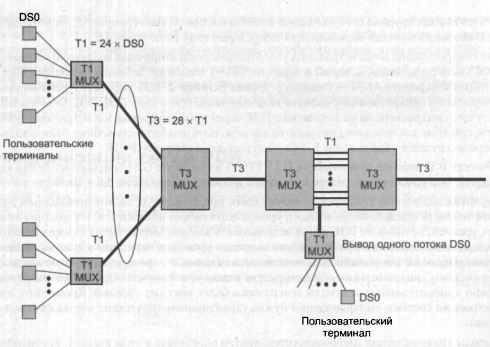 DS0
T1 = 24 × DS0
T1
MUX
T1
Пользовательские
терминалы
T3 = 28 × T1
T3
MUX
T3
T3
MUX
T1
T3
MUX
T3
T1
T1
MUX
T1
MUX
Вывод одного потока DS0
DS0
Пользовательский
терминал